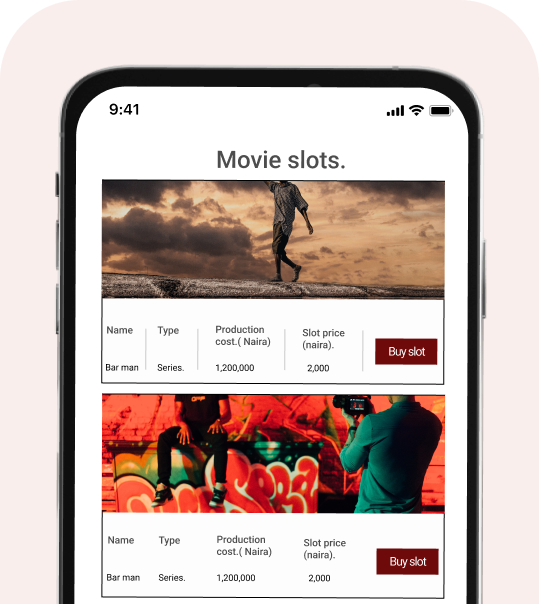 9:41
Movie slots.
Name Type Production cost.( Naira) Slot price (naira).
Bar man Series. 1,200,000 2,000
Buy slot
Name Type Production cost.( Naira) Slot price (naira).
Bar man Series. 1,200,000 2,000
Buy slot